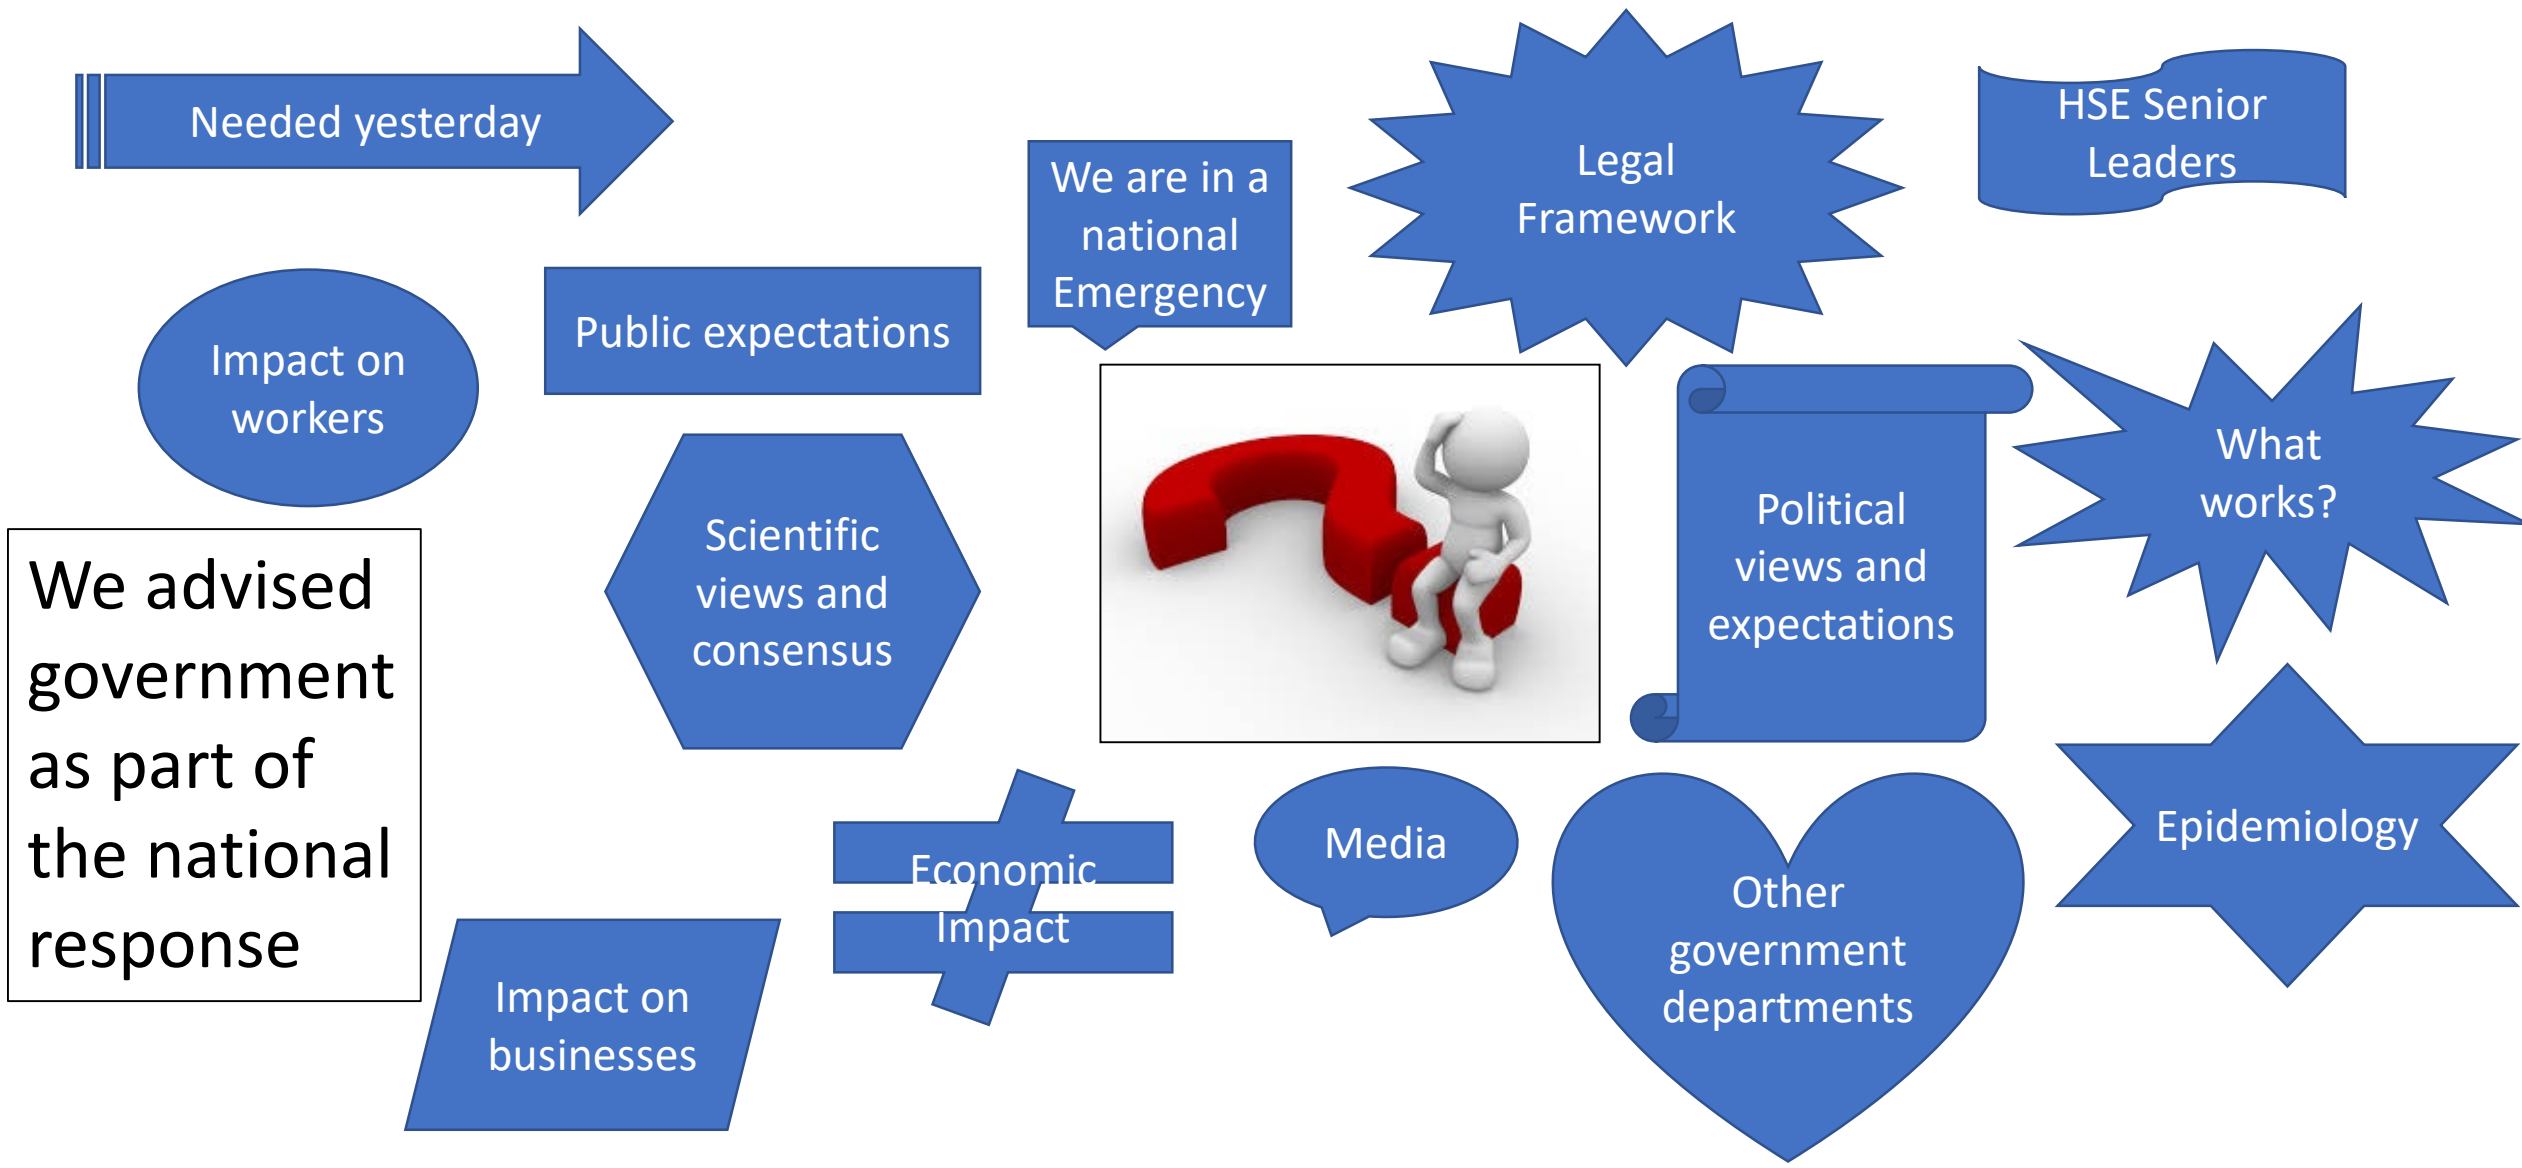 Needed yesterday
We are in a
national
Emergency
Legal
Framework
HSE Senior
Leaders
Impact on
workers
Public expectations
Scientific
views and
consensus
Political
views and
expectations
What
works?
We advised
government
as part of
the national
response
Economic
Impact
Media
Other
government
departments
Epidemiology
Impact on
businesses